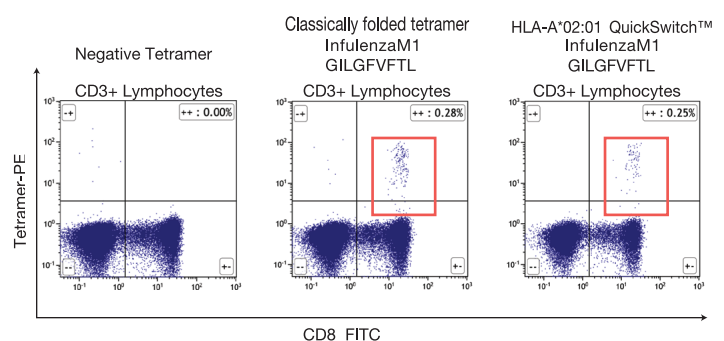 Negative Tetramer
Classically folded tetramer
InfulenzaM1
GILGFVFTL
HLA-A*02:01 QuickSwitch™
InfulenzaM1
GILGFVFTL
CD3+ Lymphocytes
CD3+ Lymphocytes
CD3+ Lymphocytes
Tetramer-PE
10³
10²
10¹
10⁰
10⁻¹
-+
++ : 0.00%
--
+-
10⁻¹ 10⁰ 10¹ 10² 10³
10³
10²
10¹
10⁰
10⁻¹
-+
++ : 0.28%
--
+-
10⁻¹ 10⁰ 10¹ 10² 10³
10³
10²
10¹
10⁰
10⁻¹
-+
++ : 0.25%
--
+-
10⁻¹ 10⁰ 10¹ 10² 10³
CD8 FITC